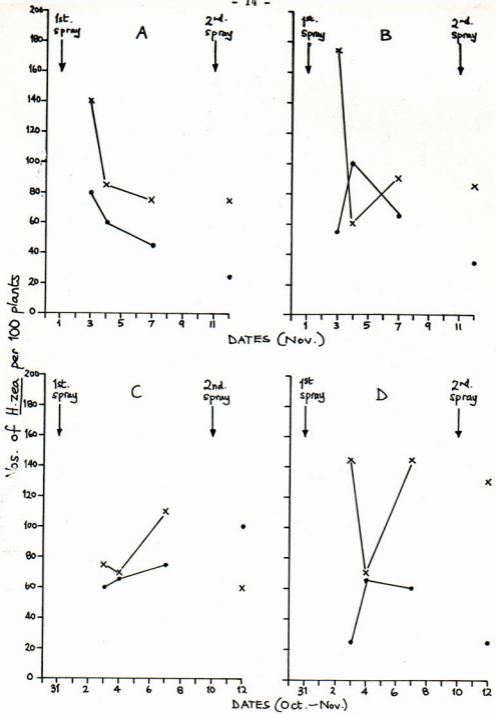 - 14 -
200
180
160
140
120
100
80
60
40
20
0
1st.
spray
A
2nd.
spray
1 3 5 7 9 11
1st.
spray
B
2nd.
spray
1 3 5 7 9 11
DATES (Nov.)
Nos. of H.zea per 100 plants
200
180
160
140
120
100
80
60
40
20
0
1st.
spray
C
2nd.
spray
31 2 4 6 8 10 12
1st
spray
D
2nd.
spray
31 2 4 6 8 10 12
DATES (Oct.-Nov.)